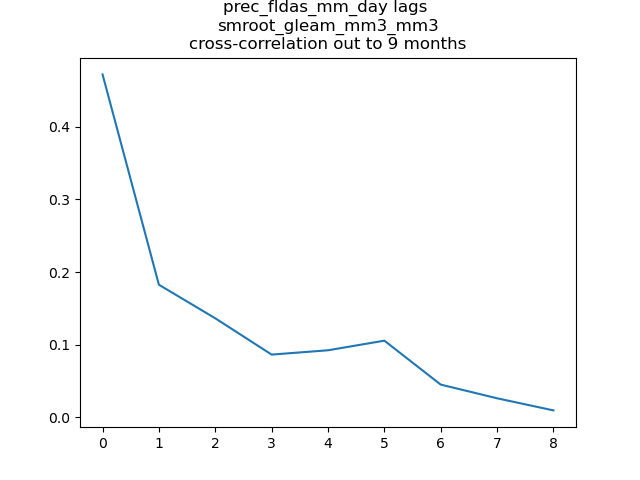 prec_fldas_mm_day lags
smroot_gleam_mm3_mm3
cross-correlation out to 9 months
0.4
0.3
0.2
0.1
0.0
0 1 2 3 4 5 6 7 8